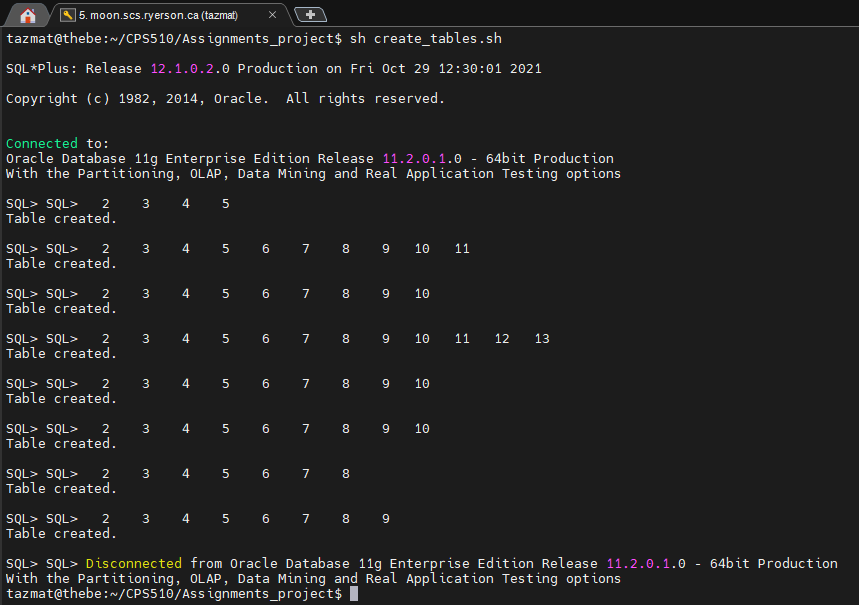 5. moon.scs.ryerson.ca (tazmat)
tazmat@thebe:~/CPS510/Assignments_project$ sh create_tables.sh
SQL*Plus: Release 12.1.0.2.0 Production on Fri Oct 29 12:30:01 2021
Copyright (c) 1982, 2014, Oracle.  All rights reserved.
Connected to:
Oracle Database 11g Enterprise Edition Release 11.2.0.1.0 - 64bit Production
With the Partitioning, OLAP, Data Mining and Real Application Testing options
SQL> SQL>   2    3    4    5
Table created.
SQL> SQL>   2    3    4    5    6    7    8    9   10   11
Table created.
SQL> SQL>   2    3    4    5    6    7    8    9   10
Table created.
SQL> SQL>   2    3    4    5    6    7    8    9   10   11   12   13
Table created.
SQL> SQL>   2    3    4    5    6    7    8    9   10
Table created.
SQL> SQL>   2    3    4    5    6    7    8    9   10
Table created.
SQL> SQL>   2    3    4    5    6    7    8
Table created.
SQL> SQL>   2    3    4    5    6    7    8    9
Table created.
SQL> SQL> Disconnected from Oracle Database 11g Enterprise Edition Release 11.2.0.1.0 - 64bit Production
With the Partitioning, OLAP, Data Mining and Real Application Testing options
tazmat@thebe:~/CPS510/Assignments_project$